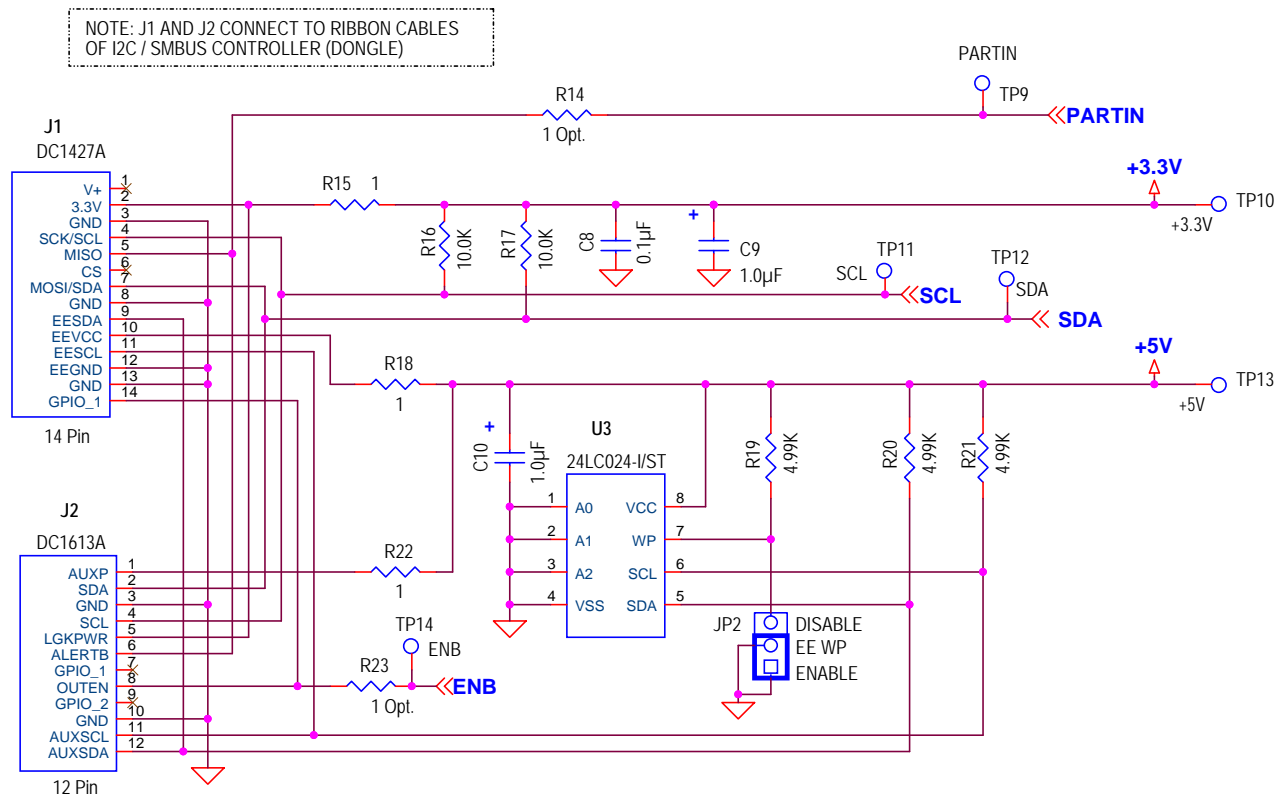 NOTE: J1 AND J2 CONNECT TO RIBBON CABLES
OF I2C / SMBUS CONTROLLER (DONGLE)
PARTIN
TP9
R14
1 Opt.
PARTIN
J1
DC1427A
V+ 1
3.3V 2
GND 3
SCK/SCL 4
MISO 5
CS 6
MOSI/SDA 7
GND 8
EESDA 9
EEVCC 10
EESCL 11
EEGND 12
GND 13
GPIO_1 14
14 Pin
R15 1
R16
10.0K
R17
10.0K
C8
0.1µF
+
C9
1.0µF
+3.3V
TP10
+3.3V
TP11
SCL
SCL
TP12
SDA
SDA
R18
1
+5V
TP13
+5V
+
C10
1.0µF
U3
24LC024-I/ST
1 A0
2 A1
3 A2
4 VSS
VCC 8
WP 7
SCL 6
SDA 5
R19
4.99K
R20
4.99K
R21
4.99K
J2
DC1613A
AUXP 1
SDA 2
GND 3
SCL 4
LGKPWR 5
ALERTB 6
GPIO_1 7
OUTEN 8
GPIO_2 9
GND 10
AUXSCL 11
AUXSDA 12
12 Pin
R22
1
TP14
ENB
R23
1 Opt.
ENB
JP2
DISABLE
EE WP
ENABLE